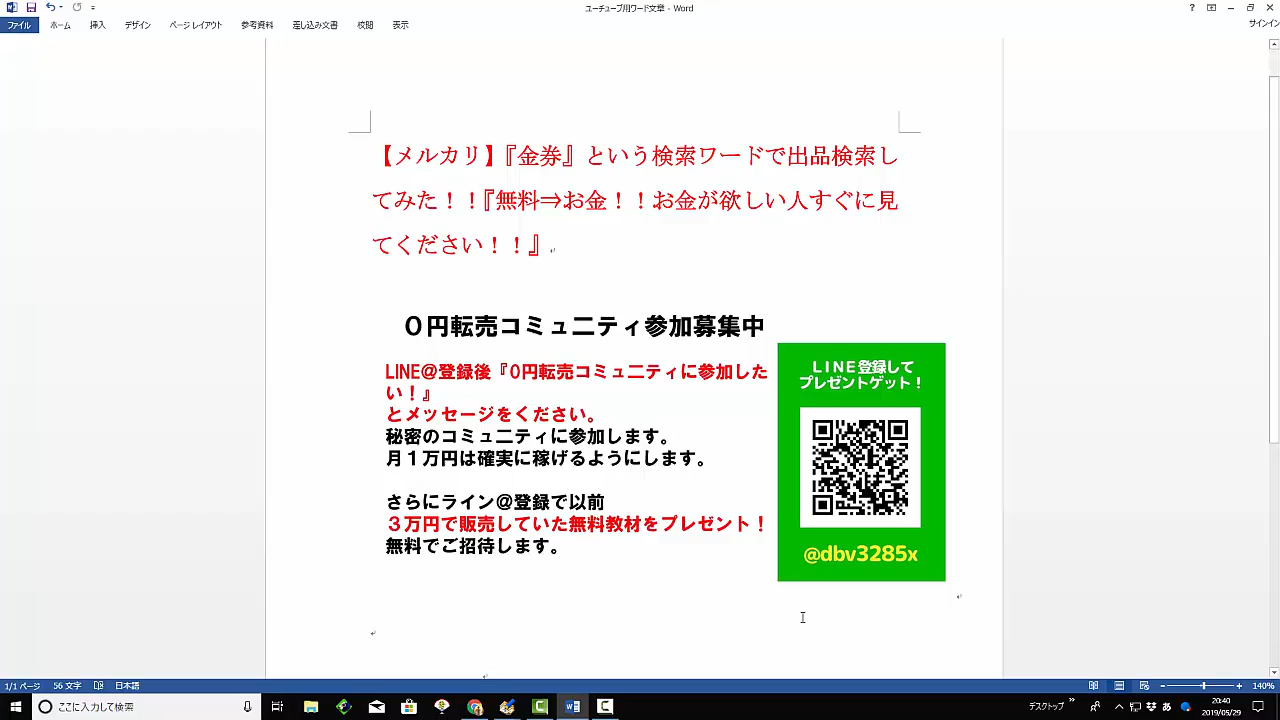 ユーチューブ用ワード文章 - Word
ファイル ホーム 挿入 デザイン ページ レイアウト 参考資料 差し込み文書 校閲 表示
サインイン
【メルカリ】『金券』という検索ワードで出品検索し
てみた！！『無料⇒お金！！お金が欲しい人すぐに見
てください！！』
０円転売コミュニティ参加募集中
LINE@登録後『0円転売コミュニティに参加した
い！』
とメッセージをください。
秘密のコミュニティに参加します。
月１万円は確実に稼げるようにします。
さらにライン@登録で以前
３万円で販売していた無料教材をプレゼント！
無料でご招待します。
LINE登録して
プレゼントゲット！
@dbv3285x
1/1 ページ 56 文字 日本語
140%
ここに入力して検索
デスクトップ
あ
20:40
2019/05/29